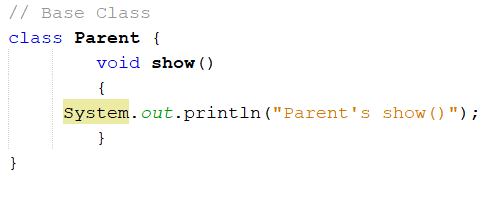 // Base Class
class Parent {
void show()
{
System.out.println("Parent's show()");
}
}